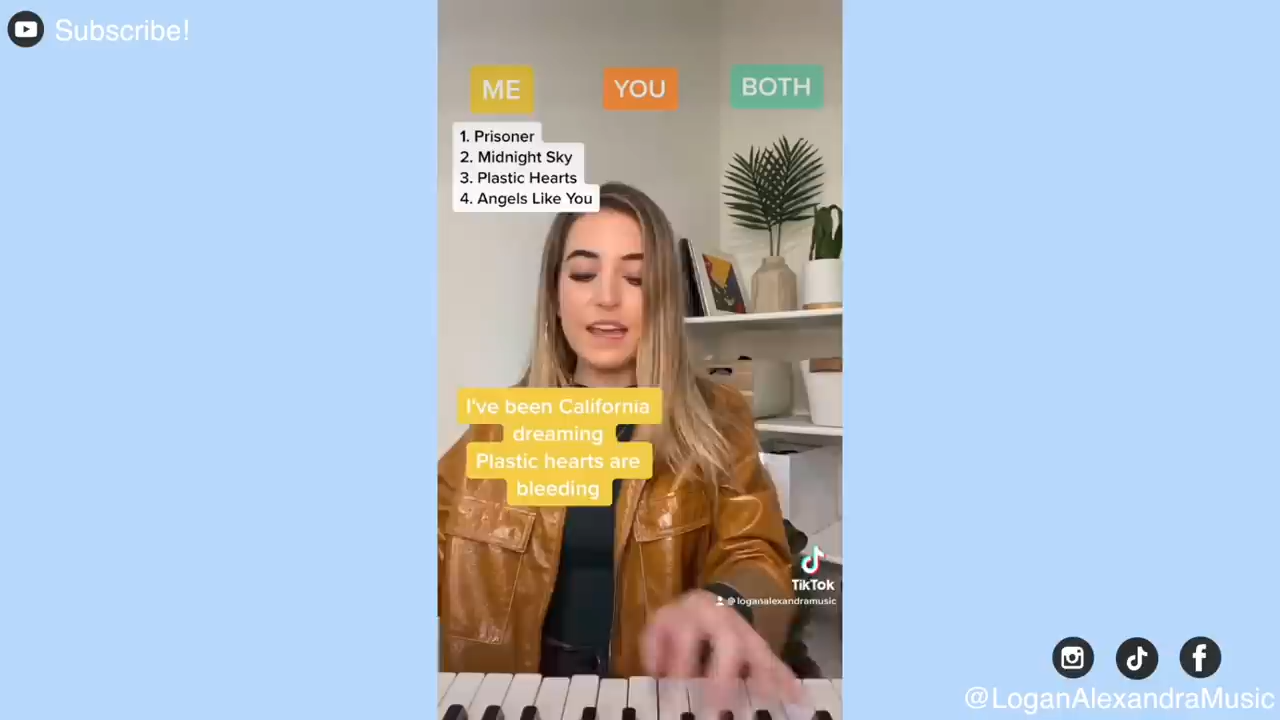 Subscribe!
ME
YOU
BOTH
1. Prisoner
2. Midnight Sky
3. Plastic Hearts
4. Angels Like You
I've been California
dreaming
Plastic hearts are
bleeding
TikTok
@loganalexandramusic
@LoganAlexandraMusic